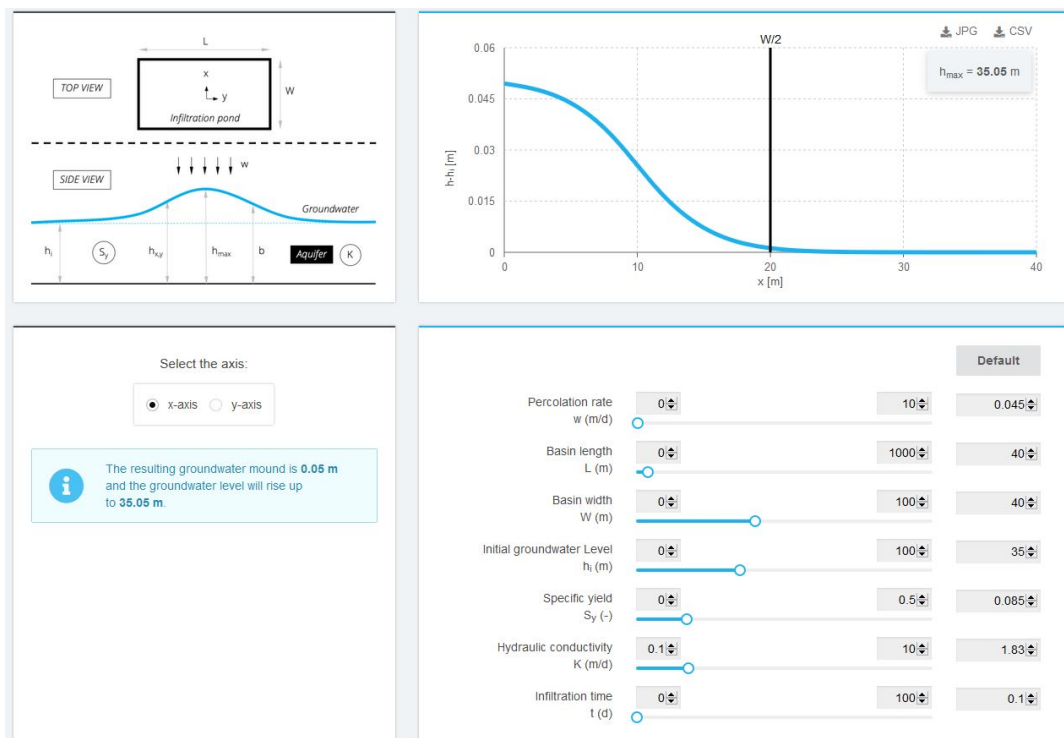 L
TOP VIEW
x
y
W
Infiltration pond
w
SIDE VIEW
Groundwater
hᵢ
Sy
hx,y
hmax
b
Aquifer
K
JPG
CSV
W/2
hmax = 35.05 m
0.06
0.045
0.03
0.015
0
h-hᵢ [m]
0
10
20
30
40
x [m]
Select the axis:
x-axis
y-axis
The resulting groundwater mound is 0.05 m
and the groundwater level will rise up
to 35.05 m.
Default
Percolation rate
w (m/d)
0
10
0.045
Basin length
L (m)
0
1000
40
Basin width
W (m)
0
100
40
Initial groundwater Level
hᵢ (m)
0
100
35
Specific yield
Sy (-)
0
0.5
0.085
Hydraulic conductivity
K (m/d)
0.1
10
1.83
Infiltration time
t (d)
0
100
0.1